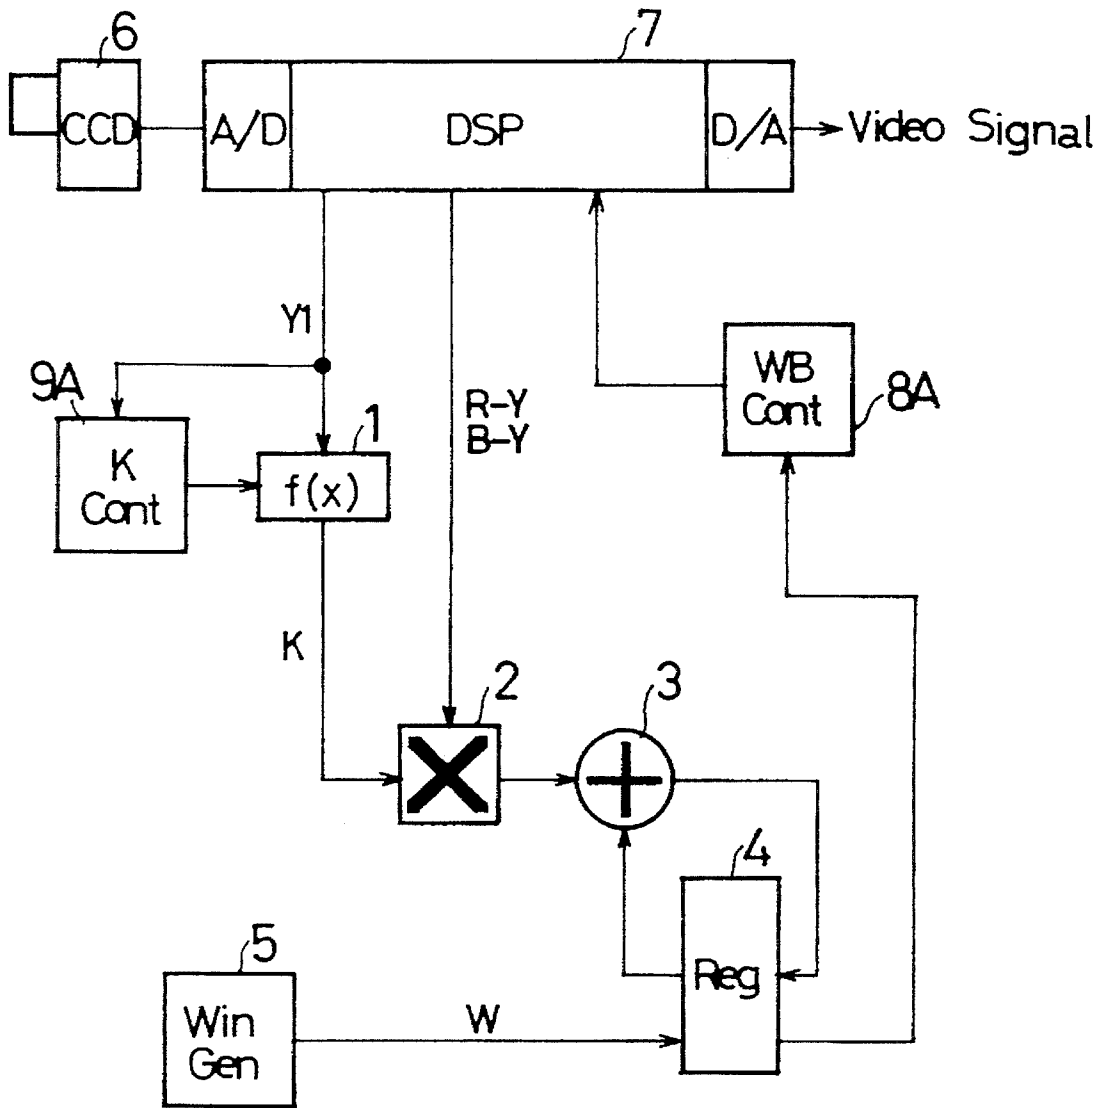 6
7
CCD
A/D
DSP
D/A
Video Signal
Y1
9A
R-Y
B-Y
WB
Cont
8A
1
K
Cont
f(x)
K
2
3
4
5
Reg
Win
Gen
W